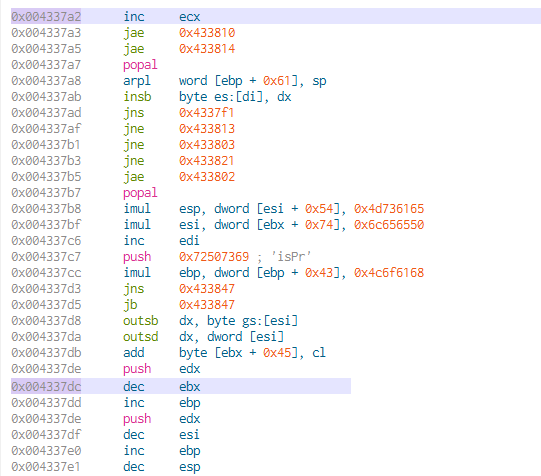 0x004337a2 inc ecx
0x004337a3 jae 0x433810
0x004337a5 jae 0x433814
0x004337a7 popal
0x004337a8 arpl word [ebp + 0x61], sp
0x004337ab insb byte es:[di], dx
0x004337ad jns 0x4337f1
0x004337af jne 0x433813
0x004337b1 jne 0x433803
0x004337b3 jne 0x433821
0x004337b5 jae 0x433802
0x004337b7 popal
0x004337b8 imul esp, dword [esi + 0x54], 0x4d736165
0x004337bf imul esi, dword [ebx + 0x74], 0x6c656550
0x004337c6 inc edi
0x004337c7 push 0x72507369 ; 'isPr'
0x004337cc imul ebp, dword [ebp + 0x43], 0x4c6f6168
0x004337d3 jns 0x433847
0x004337d5 jb 0x433847
0x004337d8 outsb dx, byte gs:[esi]
0x004337da outsd dx, dword [esi]
0x004337db add byte [ebx + 0x45], cl
0x004337de push edx
0x004337dc dec ebx
0x004337dd inc ebp
0x004337de push edx
0x004337df dec esi
0x004337e0 inc ebp
0x004337e1 dec esp